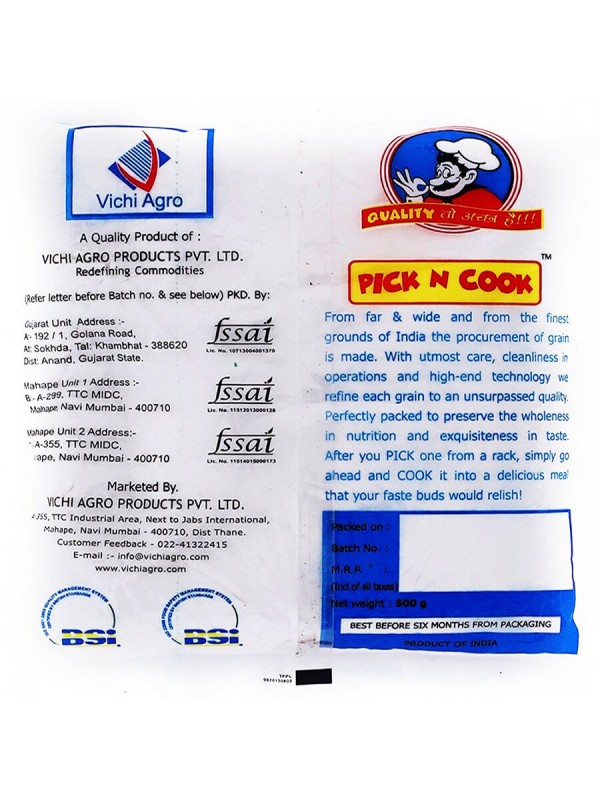 Vichi Agro
A Quality Product of :
VICHI AGRO PRODUCTS PVT. LTD.
Redefining Commodities
(Refer letter before Batch no. & see below) PKD. By:
Gujarat Unit Address :-
A- 192 / 1, Golana Road,
At: Sokhda, Tal: Khambhat - 388620
Dist: Anand, Gujarat State.
fssai
Lic. No. 10713004001370
Mahape Unit 1 Address :-
B - A-299, TTC MIDC,
Mahape, Navi Mumbai - 400710
fssai
Lic. No. 11512013000128
Mahape Unit 2 Address:-
-A-355, TTC MIDC,
ape, Navi Mumbai - 400710
fssai
Lic. No. 11514015000173
Marketed By.
VICHI AGRO PRODUCTS PVT. LTD.
A-355, TTC Industrial Area, Next to Jabs International,
Mahape, Navi Mumbai - 400710, Dist Thane.
Customer Feedback - 022-41322415
E-mail :- info@vichiagro.com
www.vichiagro.com
BSi
BSi
QUALITY तो अच्छा है!!!
PICK N COOK TM
From far & wide and from the finest
grounds of India the procurement of grain
is made. With utmost care, cleanliness in
operations and high-end technology we
refine each grain to an unsurpassed quality.
Perfectly packed to preserve the wholeness
in nutrition and exquisiteness in taste.
After you PICK one from a rack, simply go
ahead and COOK it into a delicious meal
that your faste buds would relish!
Packed on :
Batch No. :
M.R.P. :
(Incl.of all taxes)
Net weight : 500 g
BEST BEFORE SIX MONTHS FROM PACKAGING
PRODUCT OF INDIA
TPPL